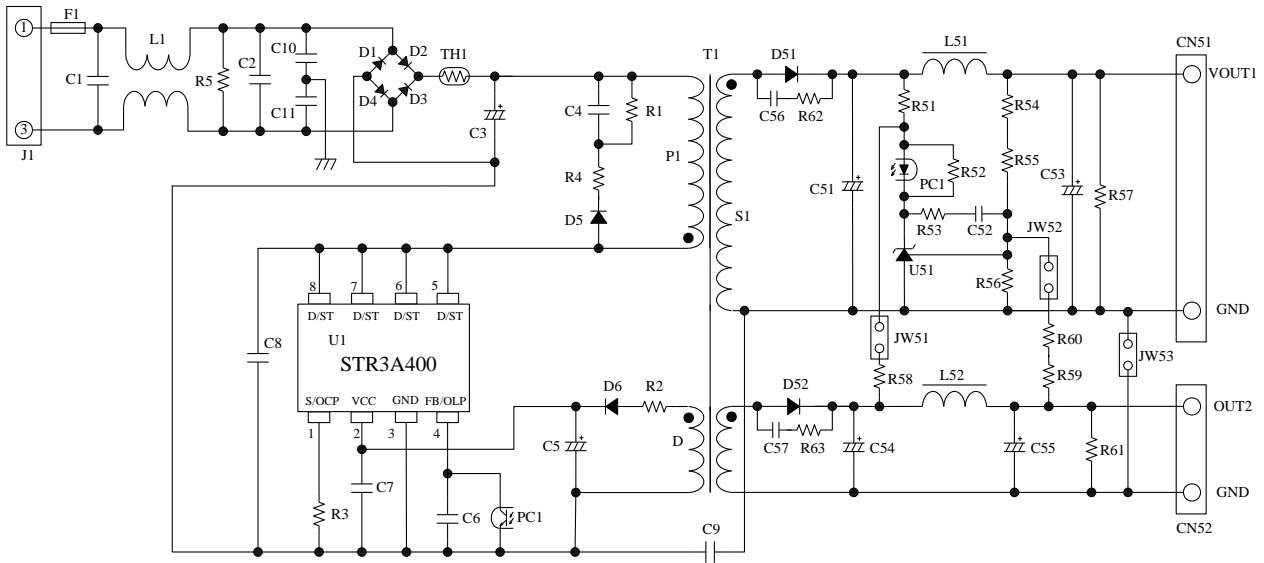 F1
1
3
J1
C1
L1
R5
C2
C10
C11
D1
D2
D4
D3
TH1
C3
C4
R1
R4
D5
P1
T1
S1
D51
C56
R62
C51
R51
PC1
R52
R53
C52
U51
L51
R54
R55
R56
JW52
C53
R57
CN51
VOUT1
GND
JW51
R58
R60
R59
JW53
8
7
6
5
D/ST
D/ST
D/ST
D/ST
U1
STR3A400
S/OCP
VCC
GND
FB/OLP
1
2
3
4
C8
R3
C7
C6
PC1
C5
D6
R2
D
C9
D52
C57
R63
C54
L52
C55
R61
OUT2
GND
CN52